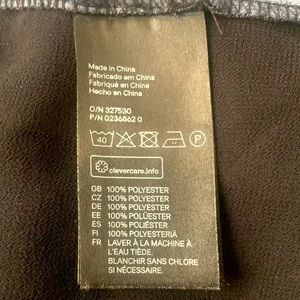 Made in China
Fabricado em China
Fabriqué en Chine
Hecho en China
O/N 327530
P/N 0236862 0
40 P
clevercare.info
GB 100% POLYESTER
CZ 100% POLYESTER
DE 100% POLYESTER
EE 100% POLÜESTER
ES 100% POLIÉSTER
FI 100% POLYESTERIÄ
FR LAVER À LA MACHINE À
L'EAU TIÈDE.
BLANCHIR SANS CHLORE
SI NÉCESSAIRE.